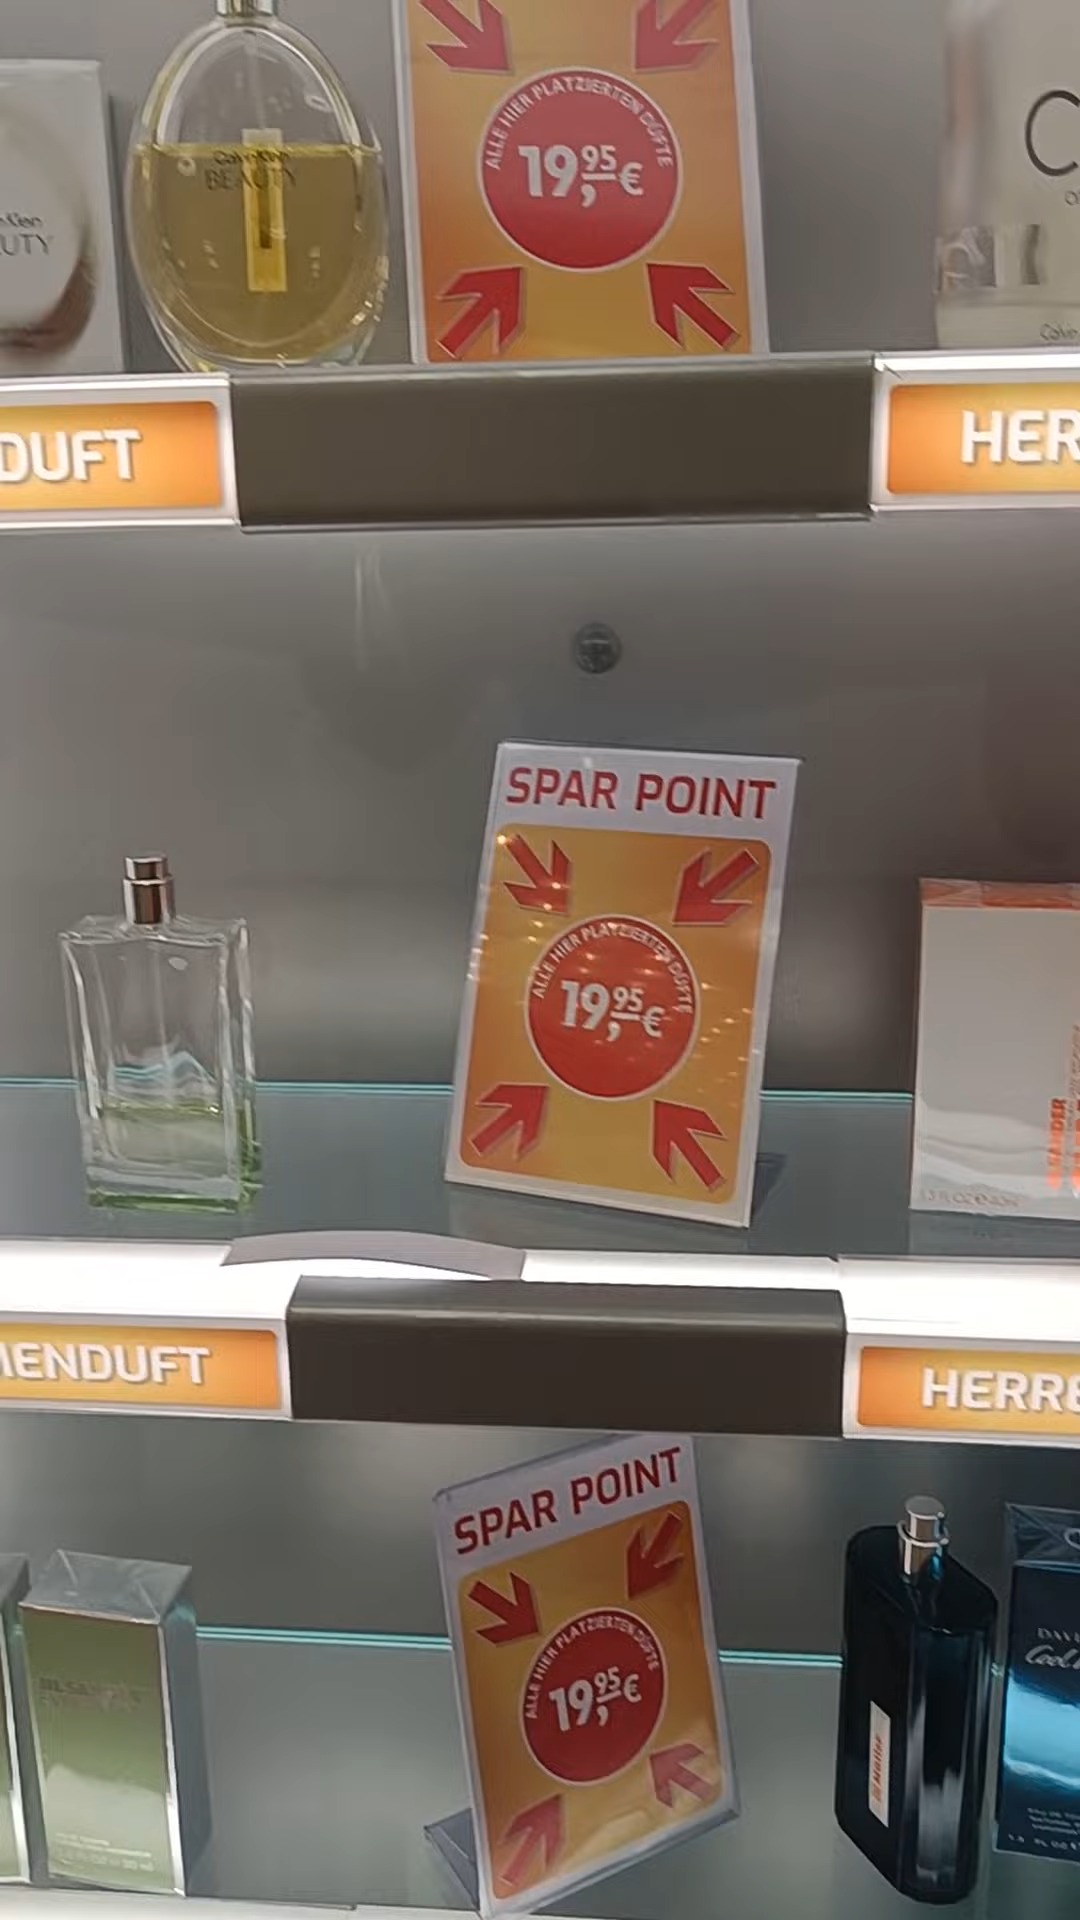 ALLE HIER PLATZIERTEN DÜFTE
19,95 €
Calvin Klein
BEAUTY
DUFT
HER
SPAR POINT
ALLE HIER PLATZIERTEN DÜFTE
19,95 €
MENDUFT
HERRE
SPAR POINT
ALLE HIER PLATZIERTEN DÜFTE
19,95 €
Müller